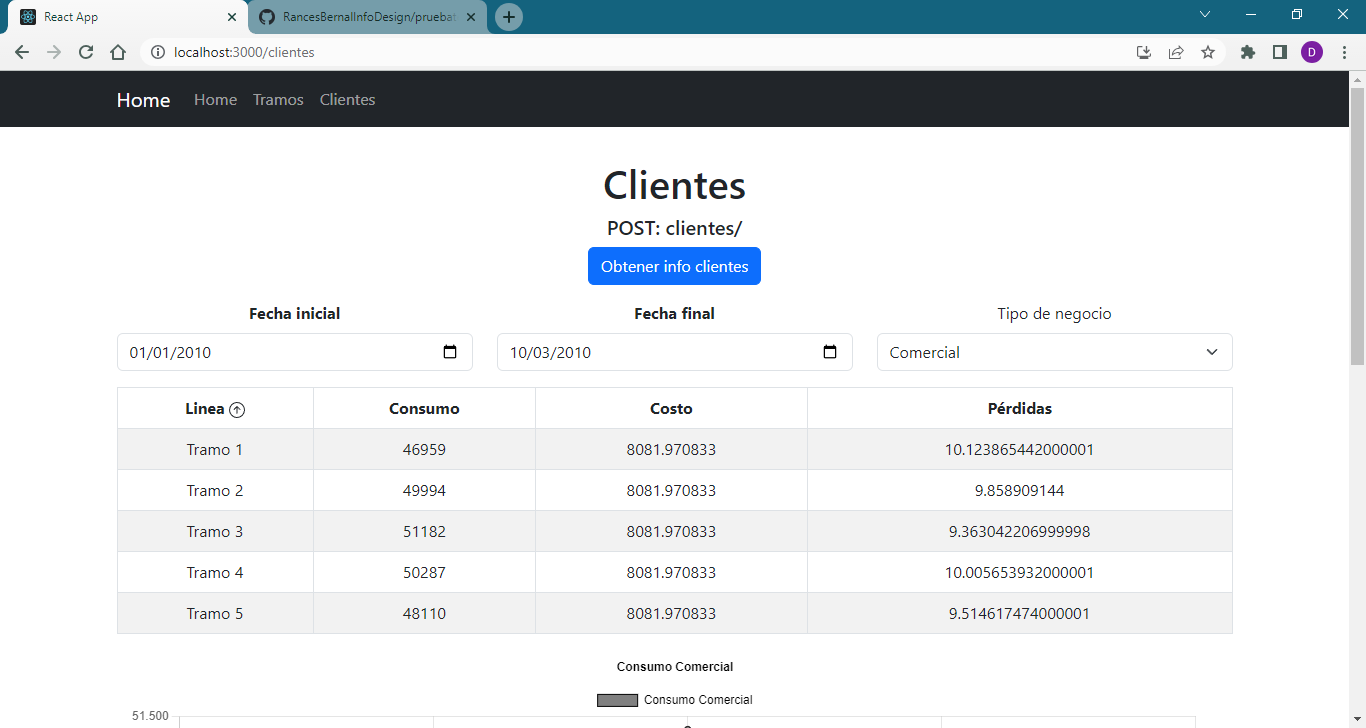 React App
RancesBernalInfoDesign/pruebat
localhost:3000/clientes
D
Home Home Tramos Clientes
Clientes
POST: clientes/
Obtener info clientes
Fecha inicial Fecha final Tipo de negocio
01/01/2010 10/03/2010 Comercial
Linea Consumo Costo Pérdidas
Tramo 1 46959 8081.970833 10.123865442000001
Tramo 2 49994 8081.970833 9.858909144
Tramo 3 51182 8081.970833 9.363042206999998
Tramo 4 50287 8081.970833 10.005653932000001
Tramo 5 48110 8081.970833 9.514617474000001
Consumo Comercial
Consumo Comercial
51.500